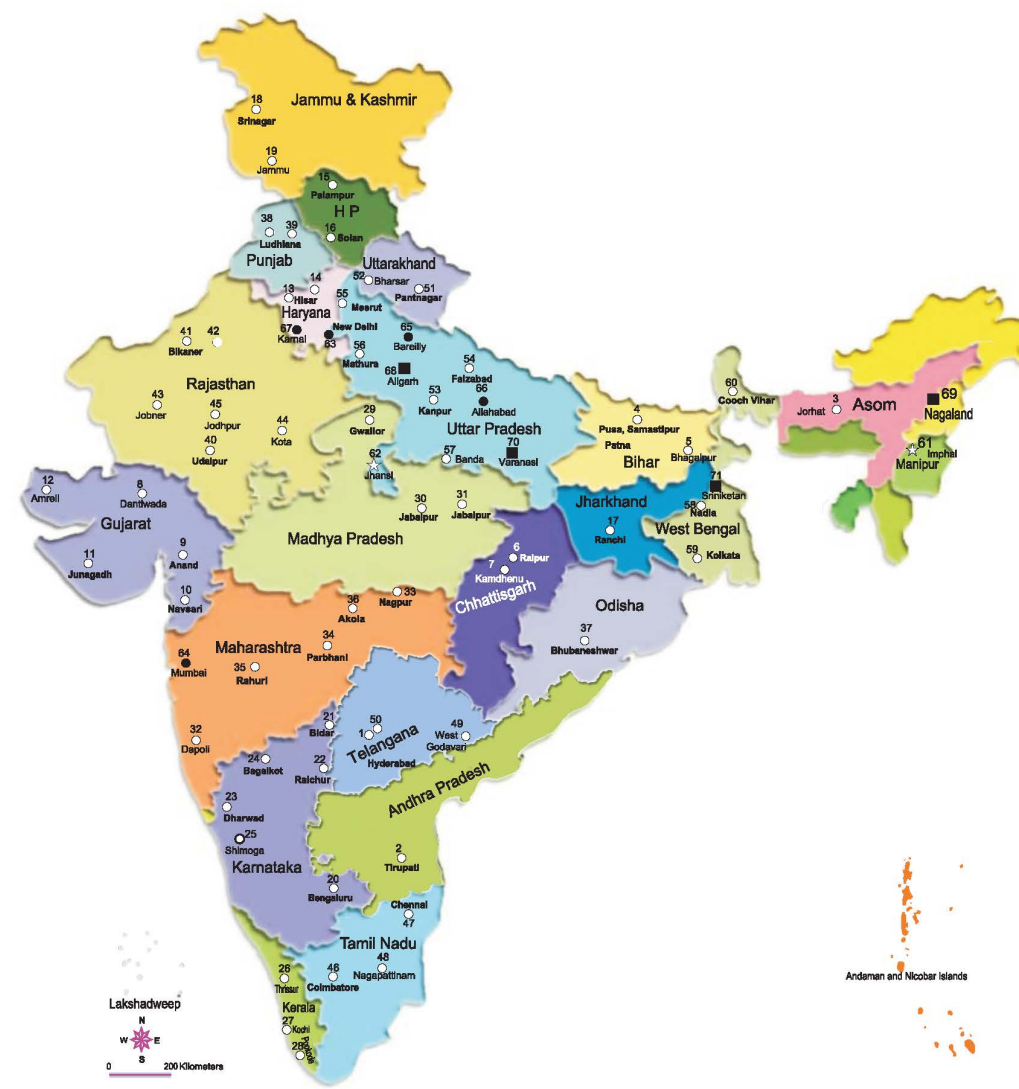 18
Srinagar
Jammu & Kashmir
19
Jammu
15
Palampur
H P
16
Solan
38
39
Ludhiana
Punjab
Uttarakhand
52
Bharsar
51
Pantnagar
14
13
Hisar
Haryana
55
Meerut
67
Karnal
New Delhi
63
65
Bareilly
56
Mathura
68
Aligarh
54
Faizabad
53
Kanpur
66
Allahabad
Uttar Pradesh
57
Banda
70
Varanasi
41
42
Bikaner
Rajasthan
43
Jobner
45
Jodhpur
44
Kota
40
Udaipur
29
Gwalior
62
Jhansi
60
Cooch Vihar
3
Jorhat
Asom
69
Nagaland
61
Imphal
Manipur
4
Pusa, Samastipur
Patna
5
Bhagalpur
Bihar
71
Sriniketan
58
Nadia
West Bengal
59
Kolkata
Jharkhand
17
Ranchi
12
Amreli
8
Dantiwada
Gujarat
11
Junagadh
9
Anand
10
Navsari
30
Jabalpur
31
Jabalpur
Madhya Pradesh
6
Raipur
7
Kamdhenu
Chhattisgarh
Odisha
37
Bhubaneshwar
33
Nagpur
36
Akola
34
Parbhani
Maharashtra
64
Mumbai
35
Rahuri
32
Dapoli
21
Bidar
50
1
49
West
Godavari
Telangana
Hyderabad
24
Bagalkot
22
Raichur
Andhra Pradesh
23
Dharwad
25
Shimoga
Karnataka
2
Tirupati
20
Bengaluru
Chennai
47
Tamil Nadu
48
Nagapattinam
46
Coimbatore
26
Thrissur
Kerala
27
Kochi
28
Lakshadweep
N
W E
S
0 200 Kilometers
Andaman and Nicobar Islands